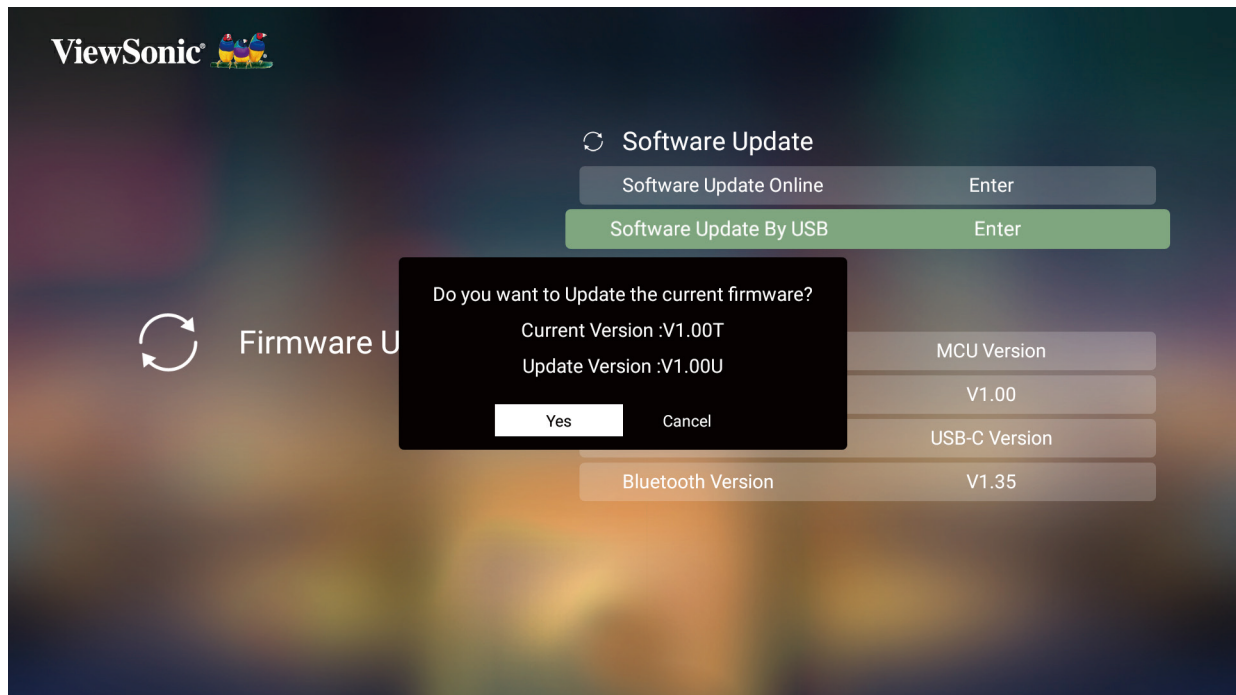 ViewSonic®
Software Update
Software Update Online Enter
Software Update By USB Enter
Do you want to Update the current firmware?
Current Version :V1.00T
Update Version :V1.00U
Yes Cancel
Firmware U
MCU Version
V1.00
USB-C Version
Bluetooth Version V1.35